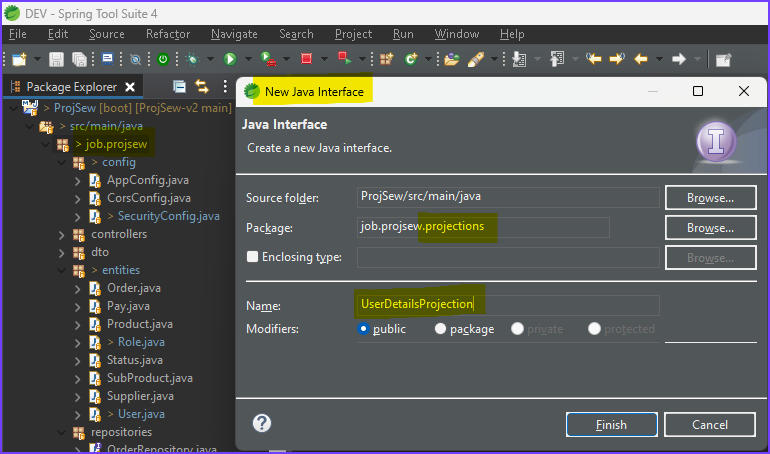 DEV - Spring Tool Suite 4
File Edit Source Refactor Navigate Search Project Run Window Help
Package Explorer
> ProjSew [boot] [ProjSew-v2 main]
> src/main/java
> job.projsew
> config
AppConfig.java
CorsConfig.java
> SecurityConfig.java
controllers
dto
> entities
Order.java
Pay.java
Product.java
> Role.java
Status.java
SubProduct.java
Supplier.java
> User.java
repositories
OrderRepository.java
New Java Interface
Java Interface
Create a new Java interface.
Source folder: ProjSew/src/main/java Browse...
Package: job.projsew.projections Browse...
Enclosing type: Browse...
Name: UserDetailsProjection
Modifiers: public package private protected
Finish Cancel